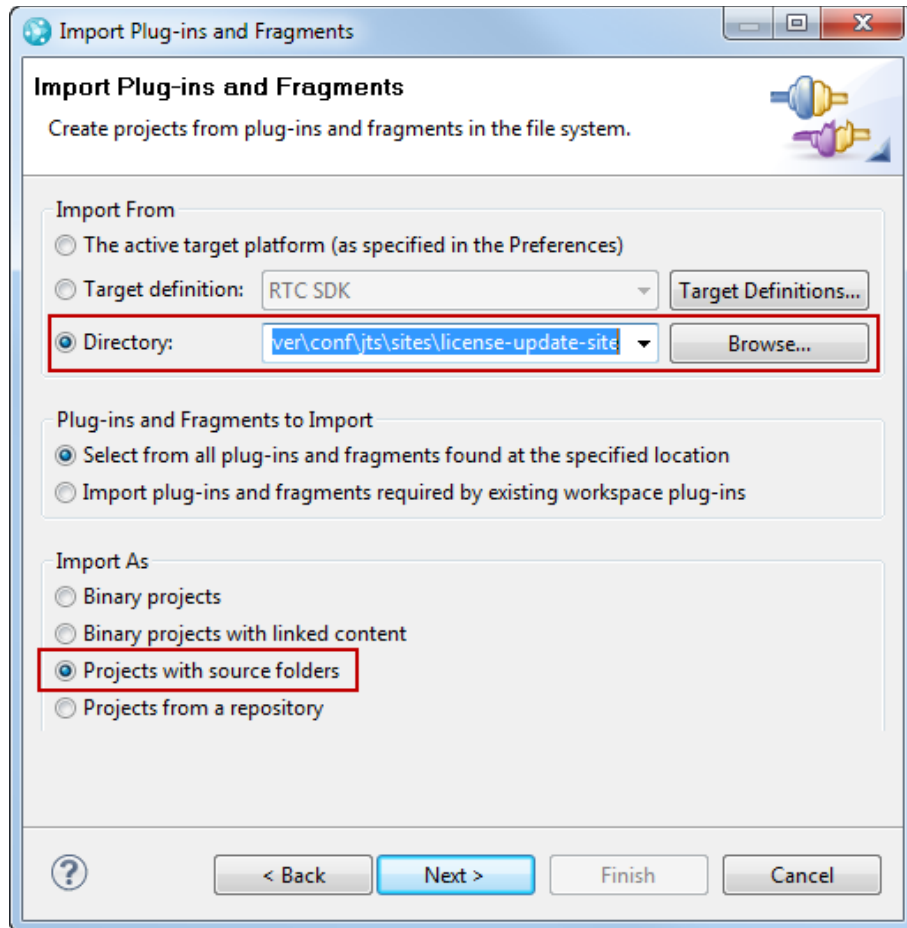 Import Plug-ins and Fragments
Import Plug-ins and Fragments
Create projects from plug-ins and fragments in the file system.
Import From
The active target platform (as specified in the Preferences)
Target definition: RTC SDK Target Definitions...
Directory: ver\conf\jts\sites\license-update-site Browse...
Plug-ins and Fragments to Import
Select from all plug-ins and fragments found at the specified location
Import plug-ins and fragments required by existing workspace plug-ins
Import As
Binary projects
Binary projects with linked content
Projects with source folders
Projects from a repository
? < Back Next > Finish Cancel